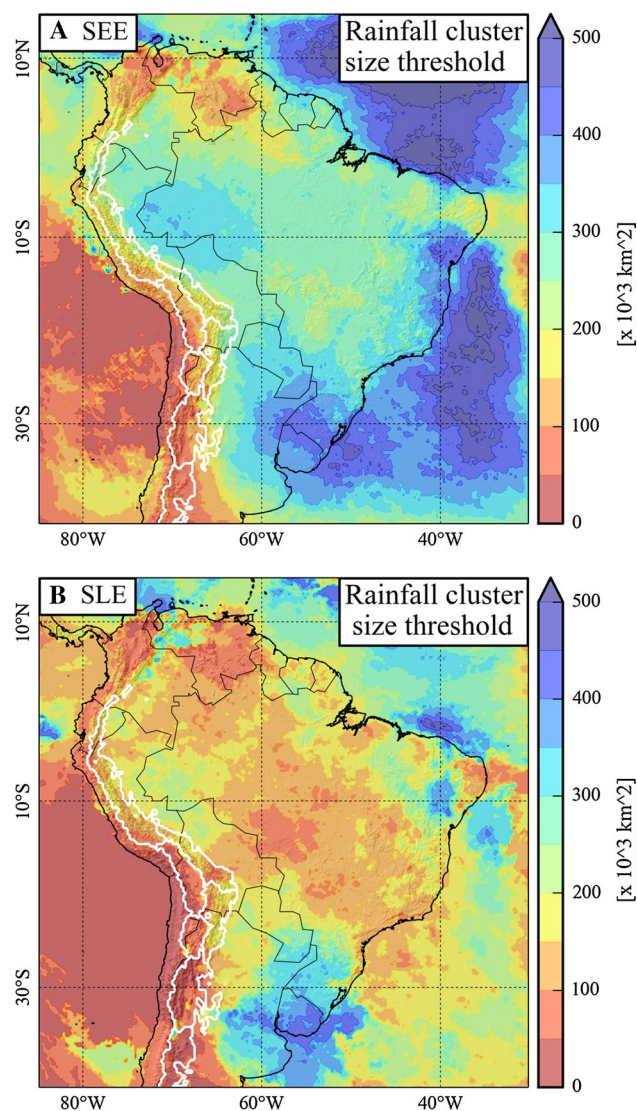 A SEE
Rainfall cluster
size threshold
10°N
10°S
30°S
80°W
60°W
40°W
500
400
300
200
100
0
[x 10^3 km^2]
B SLE
Rainfall cluster
size threshold
10°N
10°S
30°S
80°W
60°W
40°W
500
400
300
200
100
0
[x 10^3 km^2]